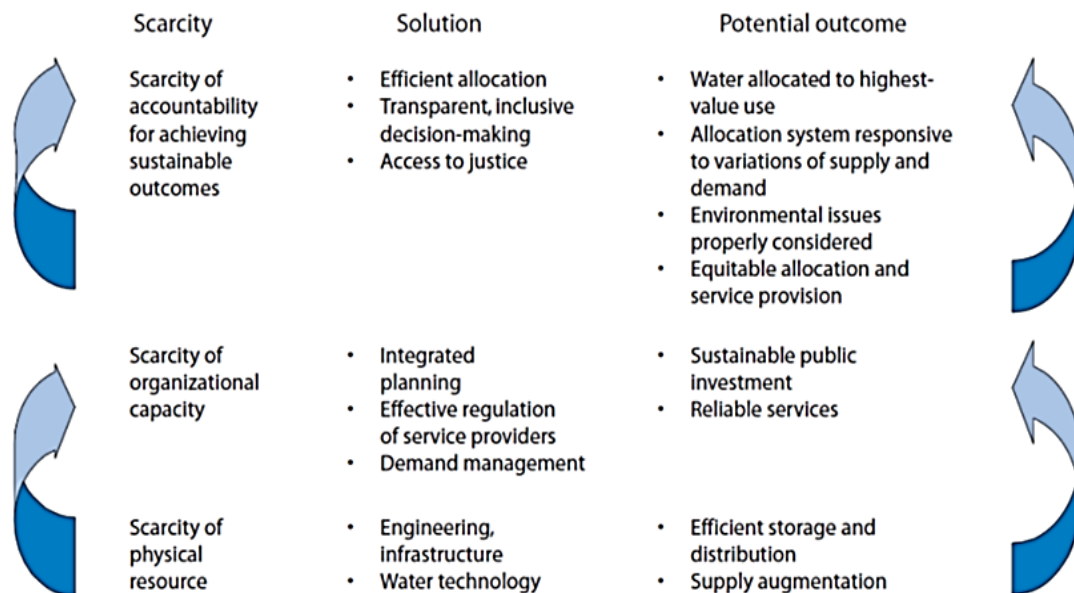 Scarcity
Solution
Potential outcome
Scarcity of
accountability
for achieving
sustainable
outcomes
• Efficient allocation
• Transparent, inclusive
decision-making
• Access to justice
• Water allocated to highest-
value use
• Allocation system responsive
to variations of supply and
demand
• Environmental issues
properly considered
• Equitable allocation and
service provision
Scarcity of
organizational
capacity
• Integrated
planning
• Effective regulation
of service providers
• Demand management
• Sustainable public
investment
• Reliable services
Scarcity of
physical
resource
• Engineering,
infrastructure
• Water technology
• Efficient storage and
distribution
• Supply augmentation